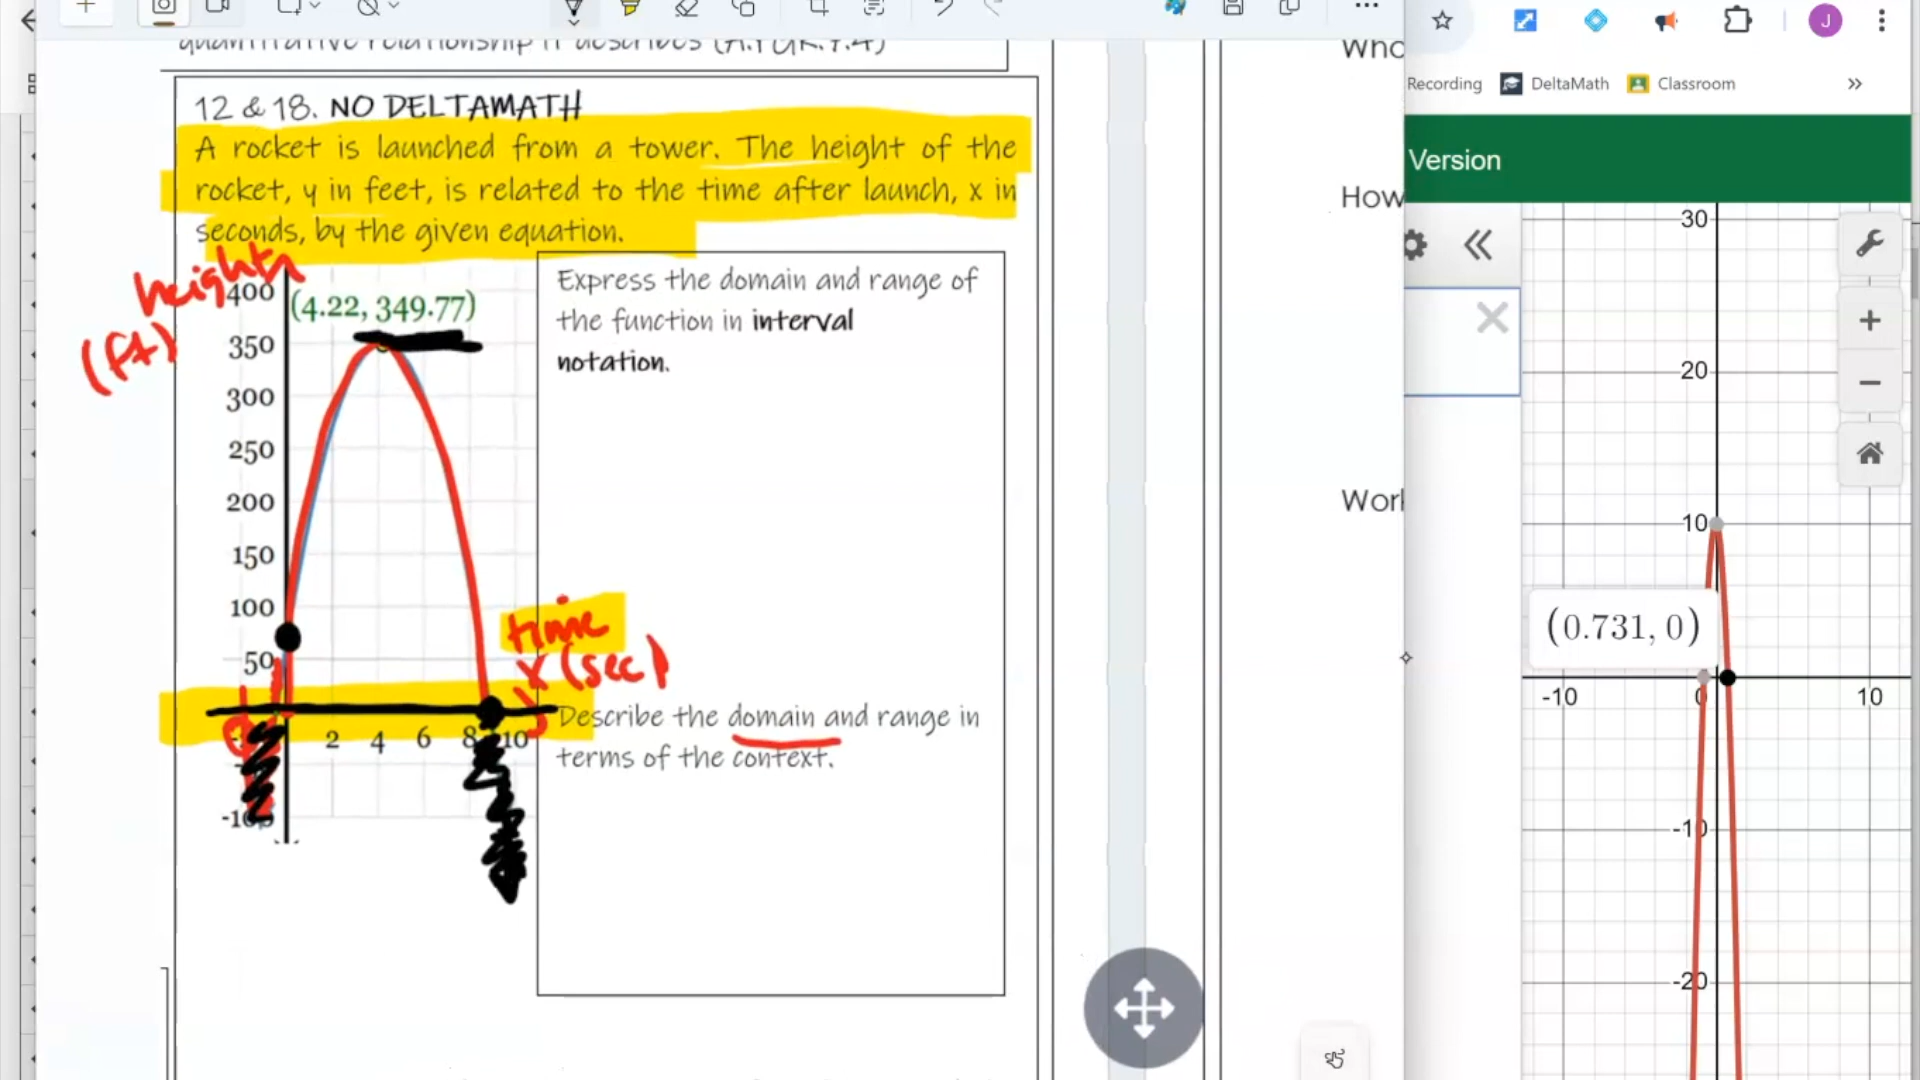 12 & 18. NO DELTAMATH
A rocket is launched from a tower. The height of the
rocket, y in feet, is related to the time after launch, x in
seconds, by the given equation.
height
(ft)
(4.22, 349.77)
400
350
300
250
200
150
100
50
2 4 6 8 10
time
x (sec)
Express the domain and range of
the function in interval
notation.
Describe the domain and range in
terms of the context.
Who
How
Recording DeltaMath Classroom
J
Version
30
20
10
(0.731, 0)
-10 0 10
-10
-20